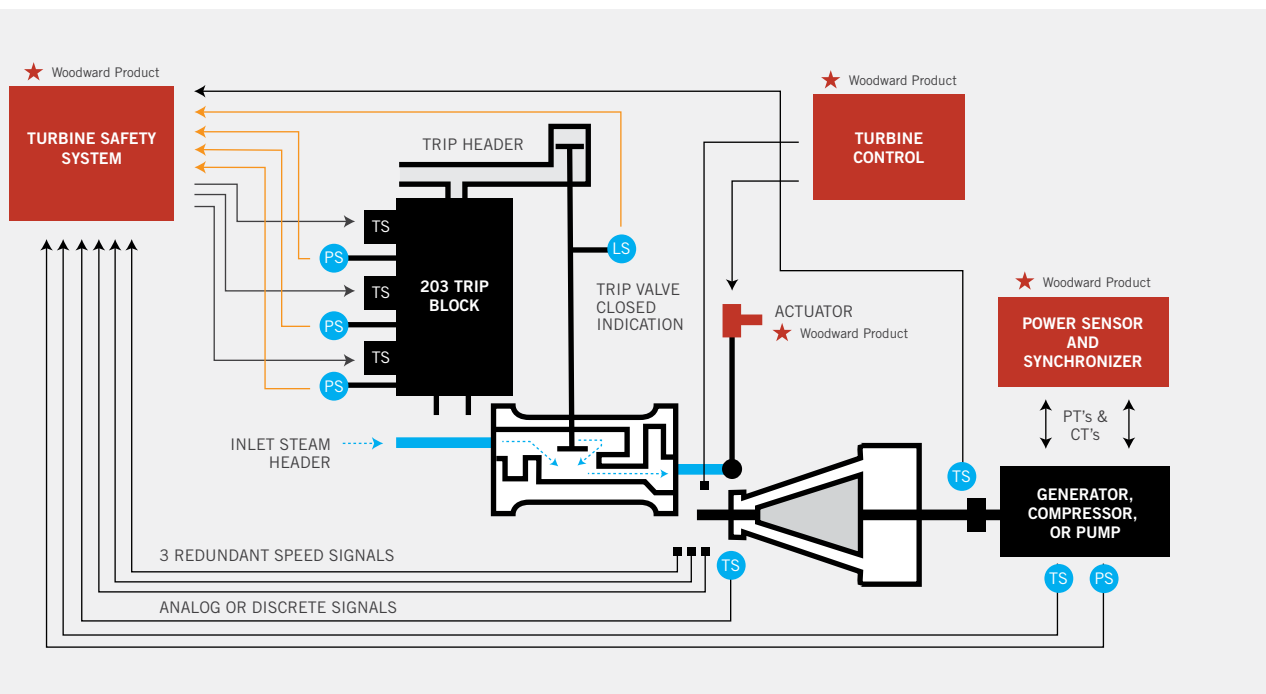 Woodward Product
TURBINE SAFETY
SYSTEM
TRIP HEADER
Woodward Product
TURBINE
CONTROL
TS
PS
TS
PS
TS
PS
203 TRIP
BLOCK
LS
TRIP VALVE
CLOSED
INDICATION
ACTUATOR
Woodward Product
Woodward Product
POWER SENSOR
AND
SYNCHRONIZER
PT's &
CT's
INLET STEAM
HEADER
TS
GENERATOR,
COMPRESSOR,
OR PUMP
3 REDUNDANT SPEED SIGNALS
TS
TS
PS
ANALOG OR DISCRETE SIGNALS